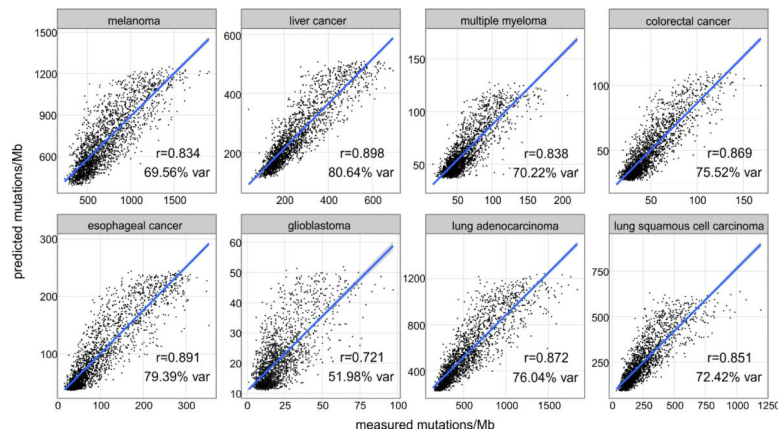 melanoma
liver cancer
multiple myeloma
colorectal cancer
1500
1200
900
600
500 1000 1500
r=0.834
69.56% var
600
400
200
200 400 600
r=0.898
80.64% var
150
100
50
50 100 150 200
r=0.838
70.22% var
100
50
50 100 150
r=0.869
75.52% var
predicted mutations/Mb
esophageal cancer
glioblastoma
lung adenocarcinoma
lung squamous cell carcinoma
300
200
100
0 100 200 300
r=0.891
79.39% var
60
50
40
30
20
10
0 25 50 75 100
r=0.721
51.98% var
1200
800
400
500 1000 1500
r=0.872
76.04% var
750
500
250
0 250 500 750 1000 1250
r=0.851
72.42% var
measured mutations/Mb